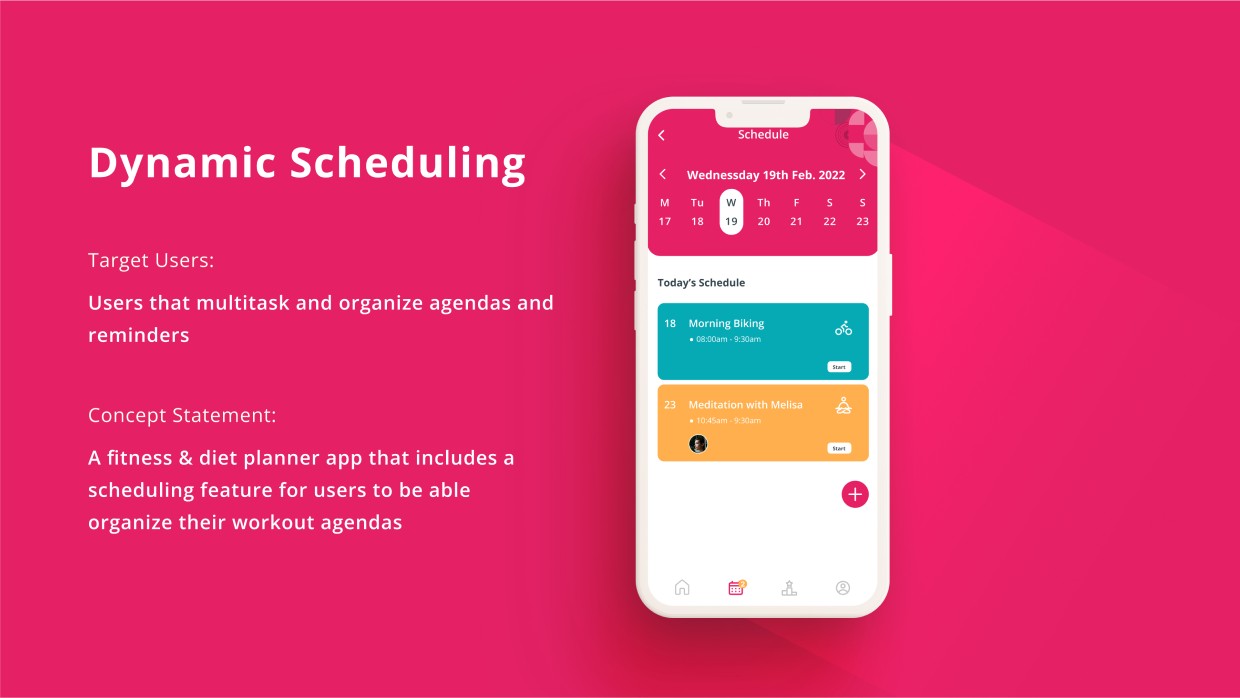 Dynamic Scheduling
Target Users:
Users that multitask and organize agendas and
reminders
Concept Statement:
A fitness & diet planner app that includes a
scheduling feature for users to be able
organize their workout agendas
Schedule
Wednessday 19th Feb. 2022
M Tu W Th F S S
17 18 19 20 21 22 23
Today's Schedule
18 Morning Biking
08:00am - 9:30am
Start
23 Meditation with Melisa
10:45am - 9:30am
Start
2